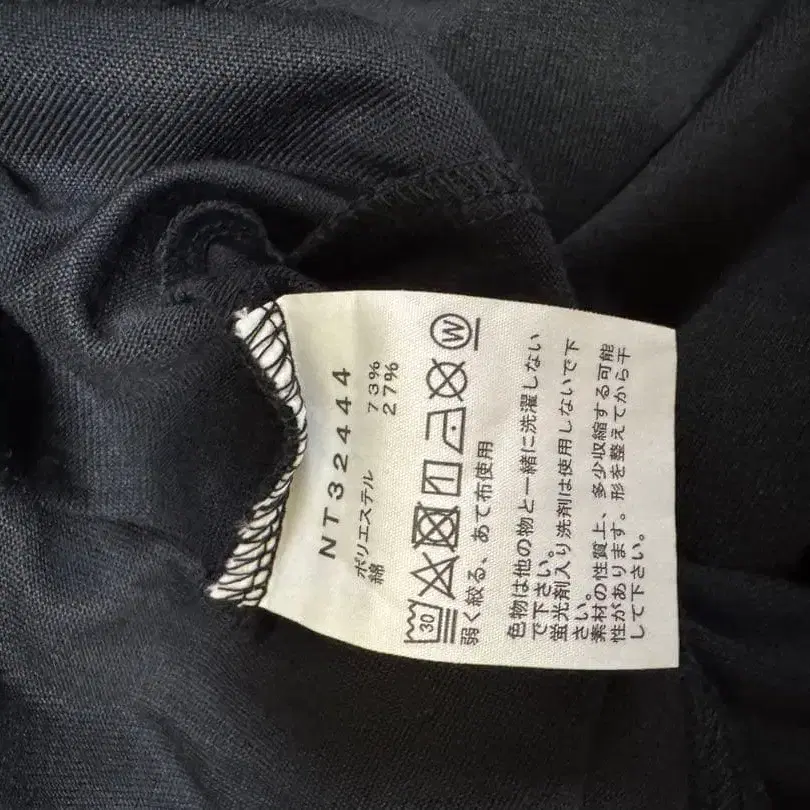 NT32444
ポリエステル 73%
綿 27%
30 W
弱く絞る、あて布使用
色物は他の物と一緒に洗濯しない
で下さい。
蛍光剤入り洗剤は使用しないで下
さい。
素材の性質上、多少収縮する可能
性があります。形を整えてから干
して下さい。